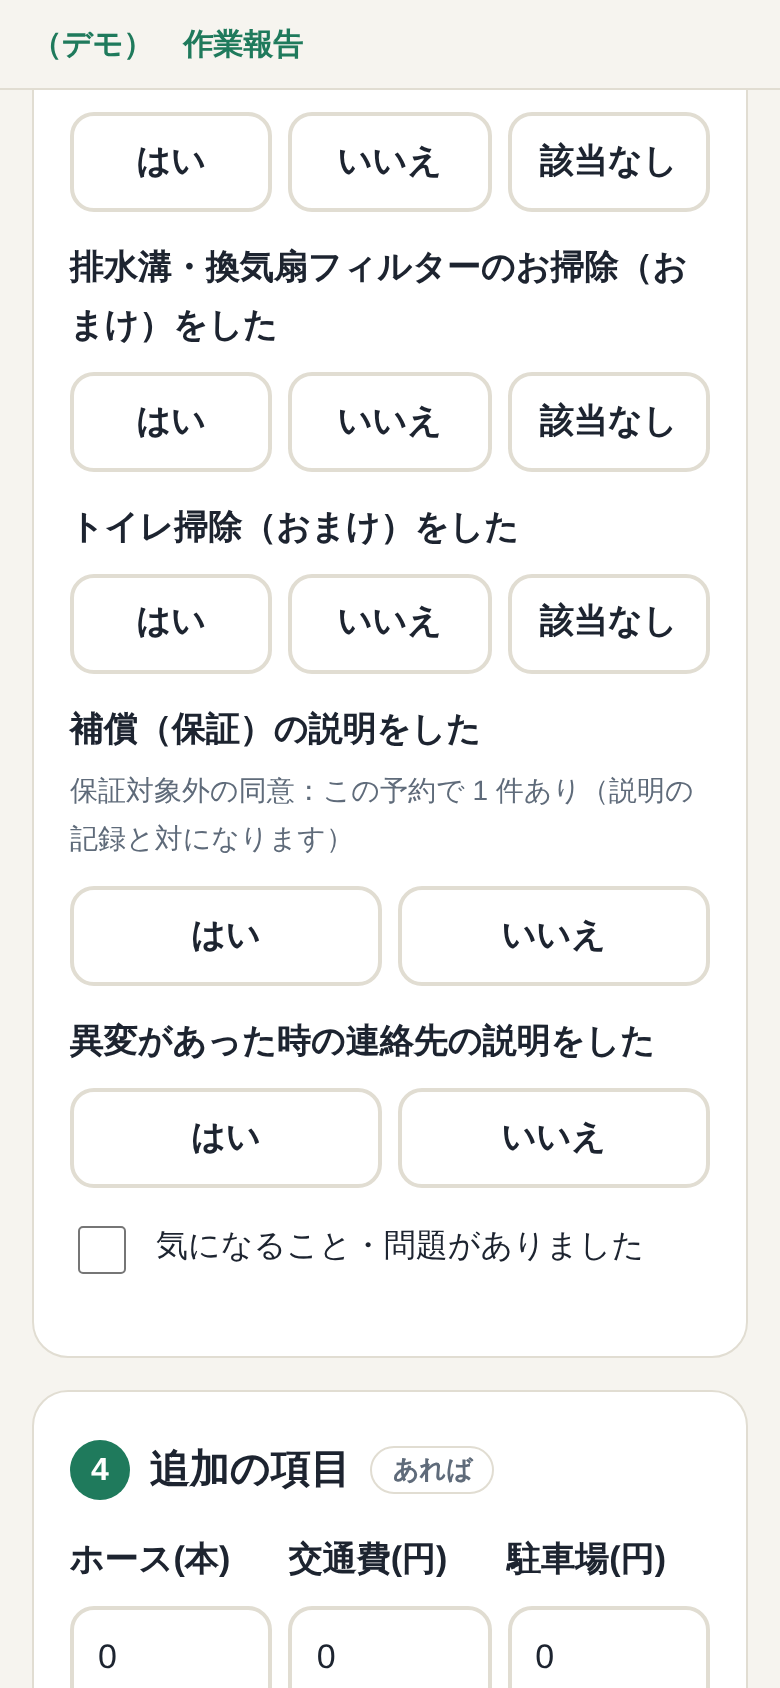 （デモ） 作業報告
はい いいえ 該当なし
排水溝・換気扇フィルターのお掃除（お
まけ）をした
はい いいえ 該当なし
トイレ掃除（おまけ）をした
はい いいえ 該当なし
補償（保証）の説明をした
保証対象外の同意：この予約で 1 件あり（説明の
記録と対になります）
はい いいえ
異変があった時の連絡先の説明をした
はい いいえ
気になること・問題がありました
4 追加の項目 あれば
ホース(本) 交通費(円) 駐車場(円)
0 0 0